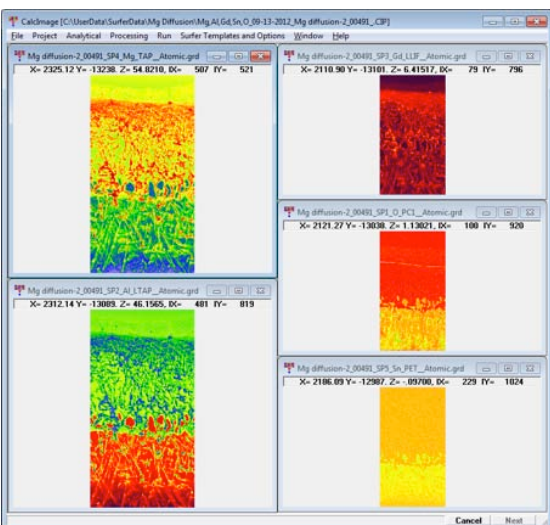 CalcImage [C:\UserData\SurferData\Mg Diffusion\Mg,Al,Gd,Sn,O_09-13-2012_Mg diffusion-2_00491_.CIP]
File Project Analytical Processing Run Surfer Templates and Options Window Help
Mg diffusion-2_00491_SP4_Mg_TAP__Atomic.grd
X= 2325.12 Y= -13238. Z= 54.8210, IX= 507 IY= 521
Mg diffusion-2_00491_SP3_Gd_LLIF__Atomic.grd
X= 2110.90 Y= -13101. Z= 6.41517, IX= 79 IY= 796
Mg diffusion-2_00491_SP1_O_PC1__Atomic.grd
X= 2121.27 Y= -13038. Z= 1.13021, IX= 100 IY= 920
Mg diffusion-2_00491_SP2_Al_LTAP__Atomic.grd
X= 2312.14 Y= -13089. Z= 46.1565, IX= 481 IY= 819
Mg diffusion-2_00491_SP5_Sn_PET__Atomic.grd
X= 2186.09 Y= -12987. Z= -.09700, IX= 229 IY= 1024
Cancel Next